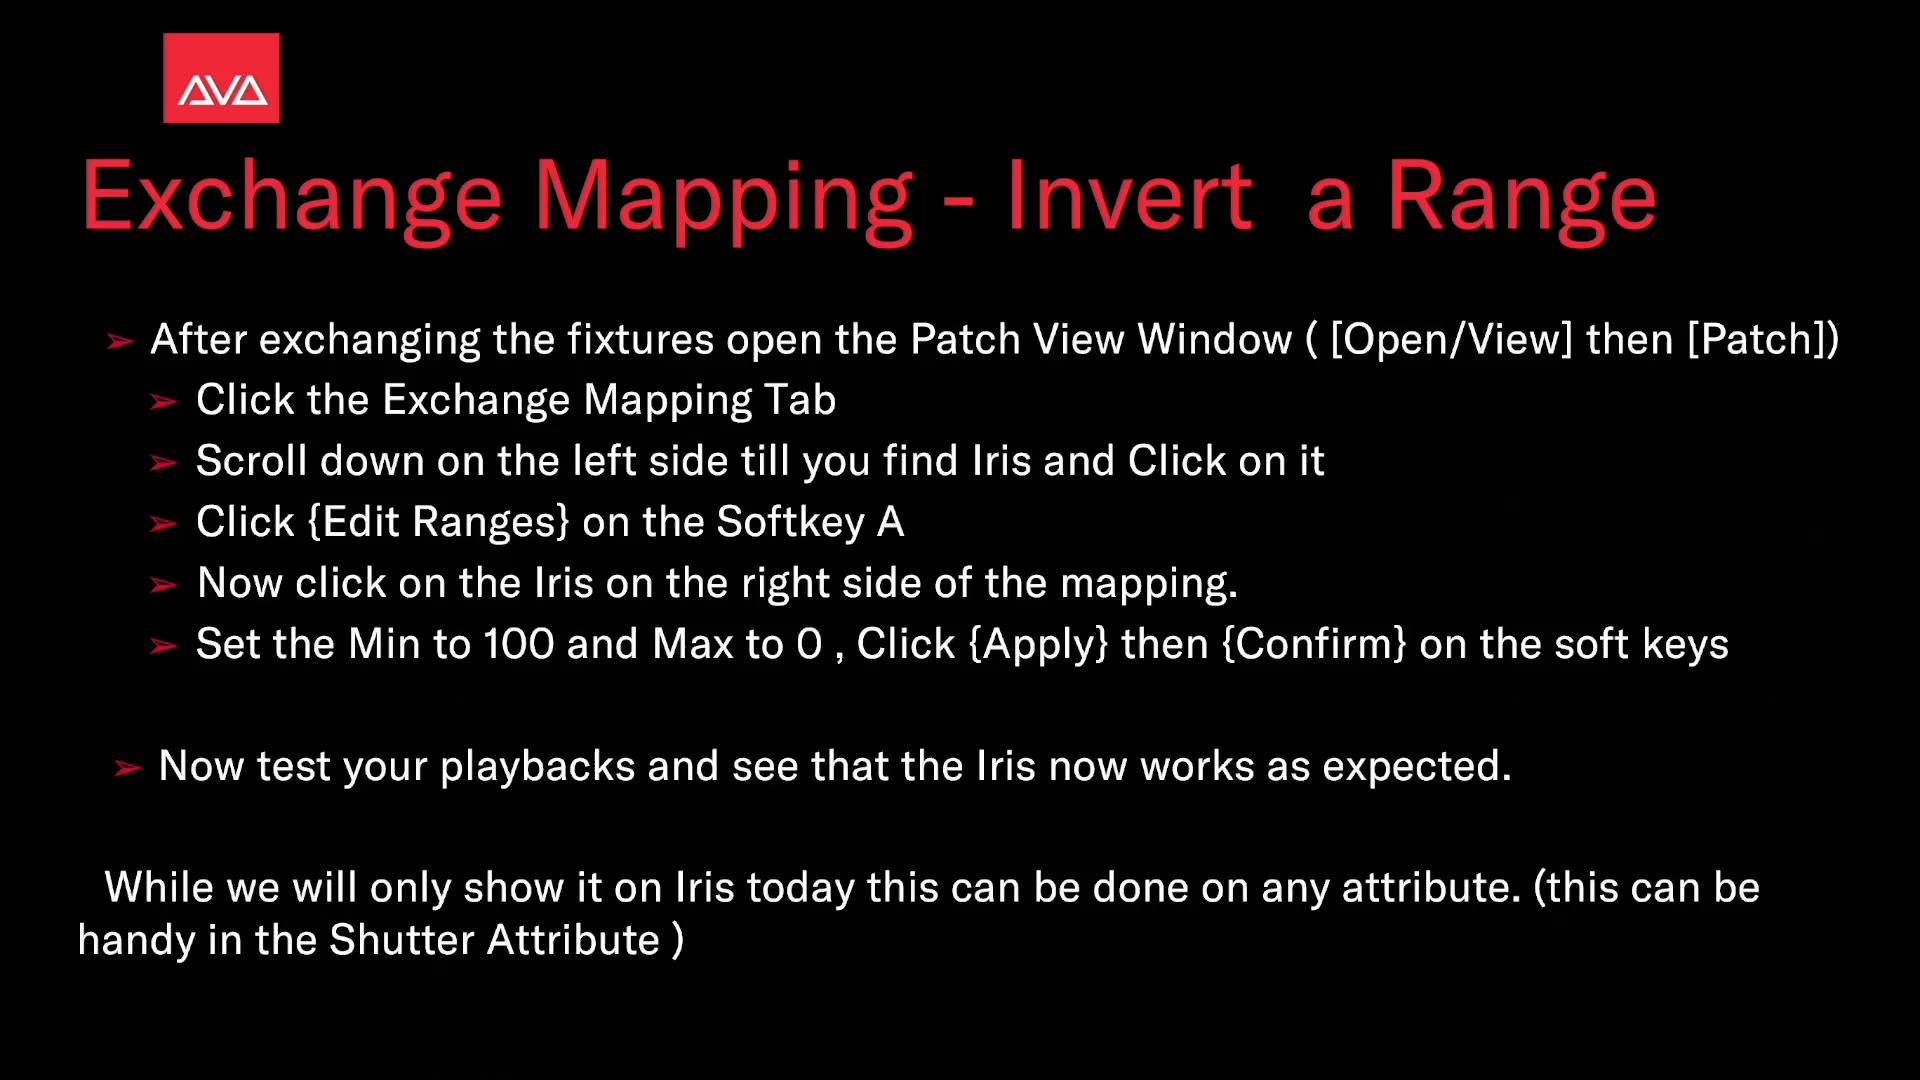 AVA
Exchange Mapping - Invert  a Range
➢ After exchanging the fixtures open the Patch View Window ( [Open/View] then [Patch])
➢ Click the Exchange Mapping Tab
➢ Scroll down on the left side till you find Iris and Click on it
➢ Click {Edit Ranges} on the Softkey A
➢ Now click on the Iris on the right side of the mapping.
➢ Set the Min to 100 and Max to 0 , Click {Apply} then {Confirm} on the soft keys
➢ Now test your playbacks and see that the Iris now works as expected.
While we will only show it on Iris today this can be done on any attribute. (this can be
handy in the Shutter Attribute )